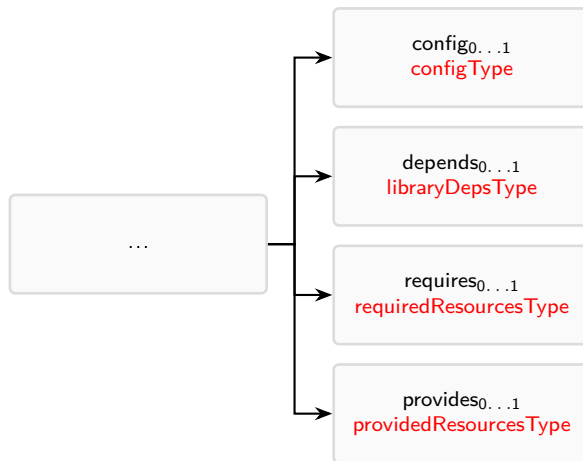 config0...1
configType
depends0...1
libraryDepsType
...
requires0...1
requiredResourcesType
provides0...1
providedResourcesType